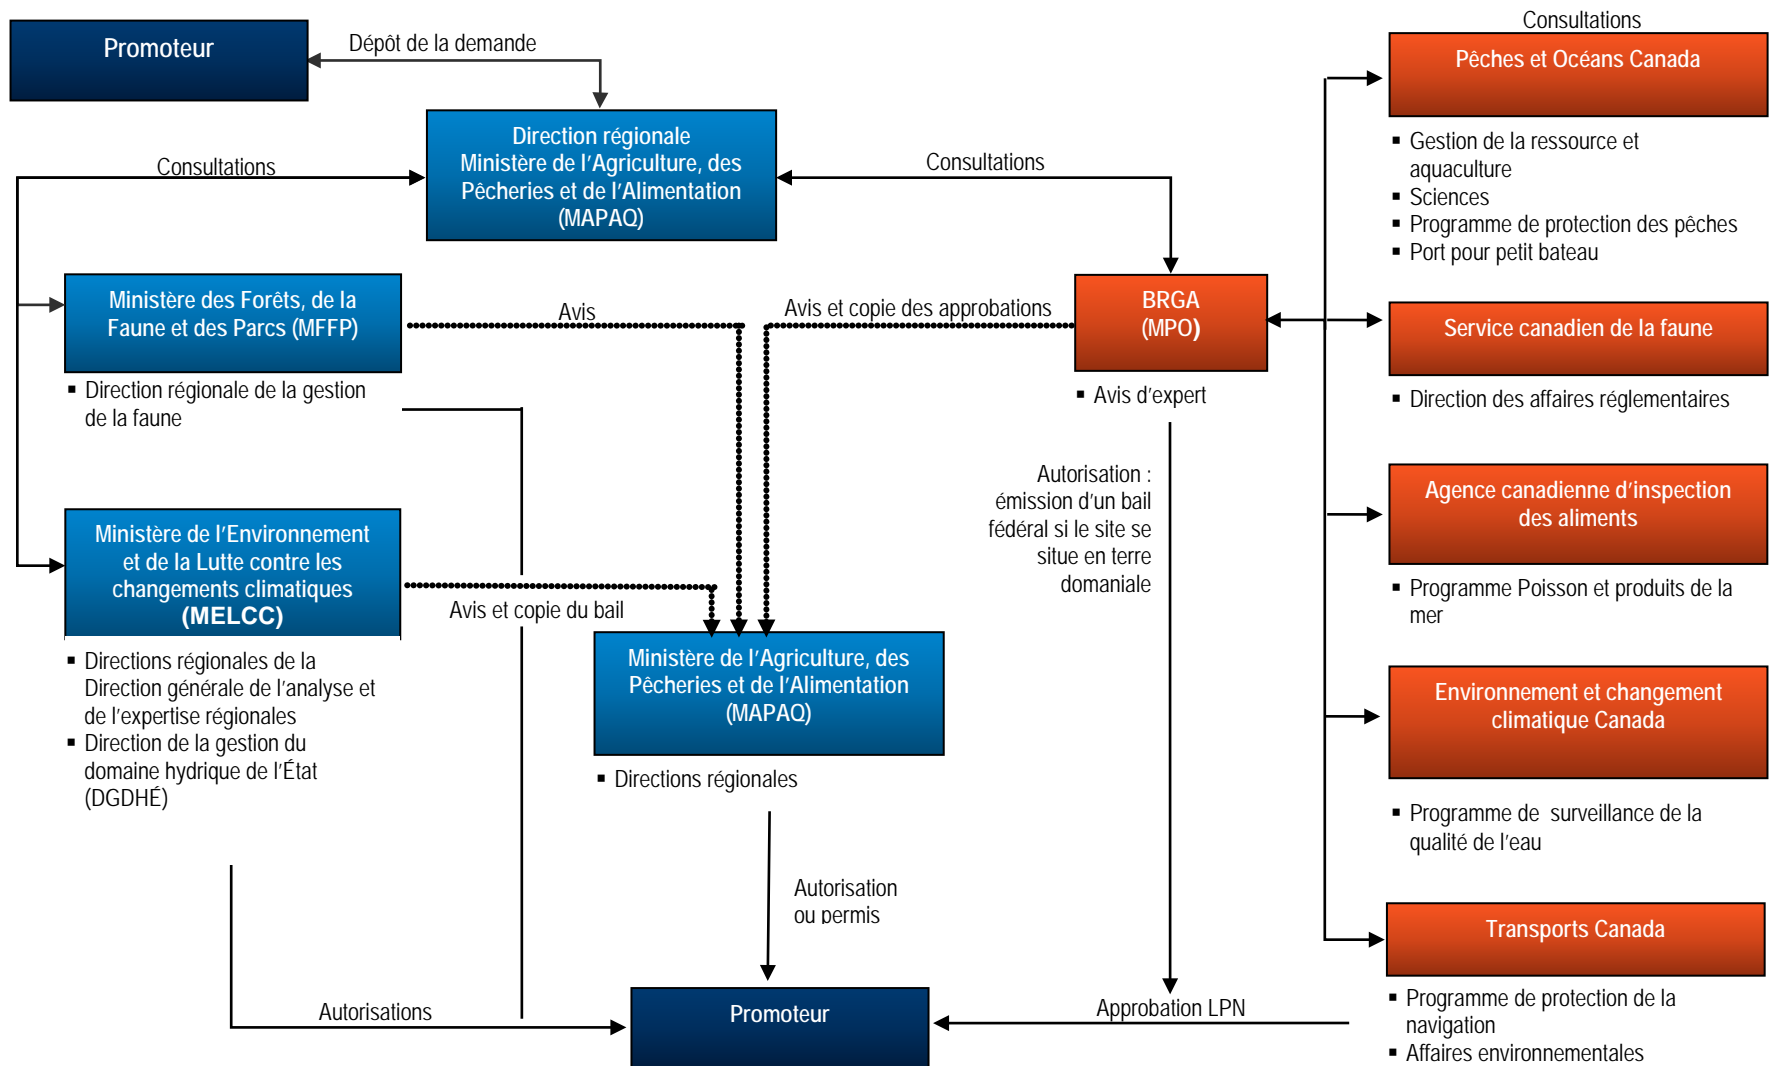 Consultations
Promoteur
Dépôt de la demande
Pêches et Océans Canada
Direction régionale
Ministère de l'Agriculture, des
Pêcheries et de l'Alimentation
(MAPAQ)
Consultations
Consultations
▪ Gestion de la ressource et
aquaculture
▪ Sciences
▪ Programme de protection des pêches
▪ Port pour petit bateau
Ministère des Forêts, de la
Faune et des Parcs (MFFP)
Avis
Avis et copie des approbations
BRGA
(MPO)
Service canadien de la faune
▪ Direction régionale de la gestion
de la faune
▪ Avis d'expert
▪ Direction des affaires réglementaires
Autorisation :
émission d'un bail
fédéral si le site se
situe en terre
domaniale
Agence canadienne d'inspection
des aliments
Ministère de l'Environnement
et de la Lutte contre les
changements climatiques
(MELCC)
Avis et copie du bail
▪ Programme Poisson et produits de la
mer
▪ Directions régionales de la
Direction générale de l'analyse et
de l'expertise régionales
▪ Direction de la gestion du
domaine hydrique de l'État
(DGDHÉ)
Ministère de l'Agriculture, des
Pêcheries et de l'Alimentation
(MAPAQ)
▪ Directions régionales
Environnement et changement
climatique Canada
▪ Programme de  surveillance de la
qualité de l'eau
Autorisation
ou permis
Transports Canada
Autorisations
Promoteur
Approbation LPN
▪ Programme de protection de la
navigation
▪ Affaires environnementales